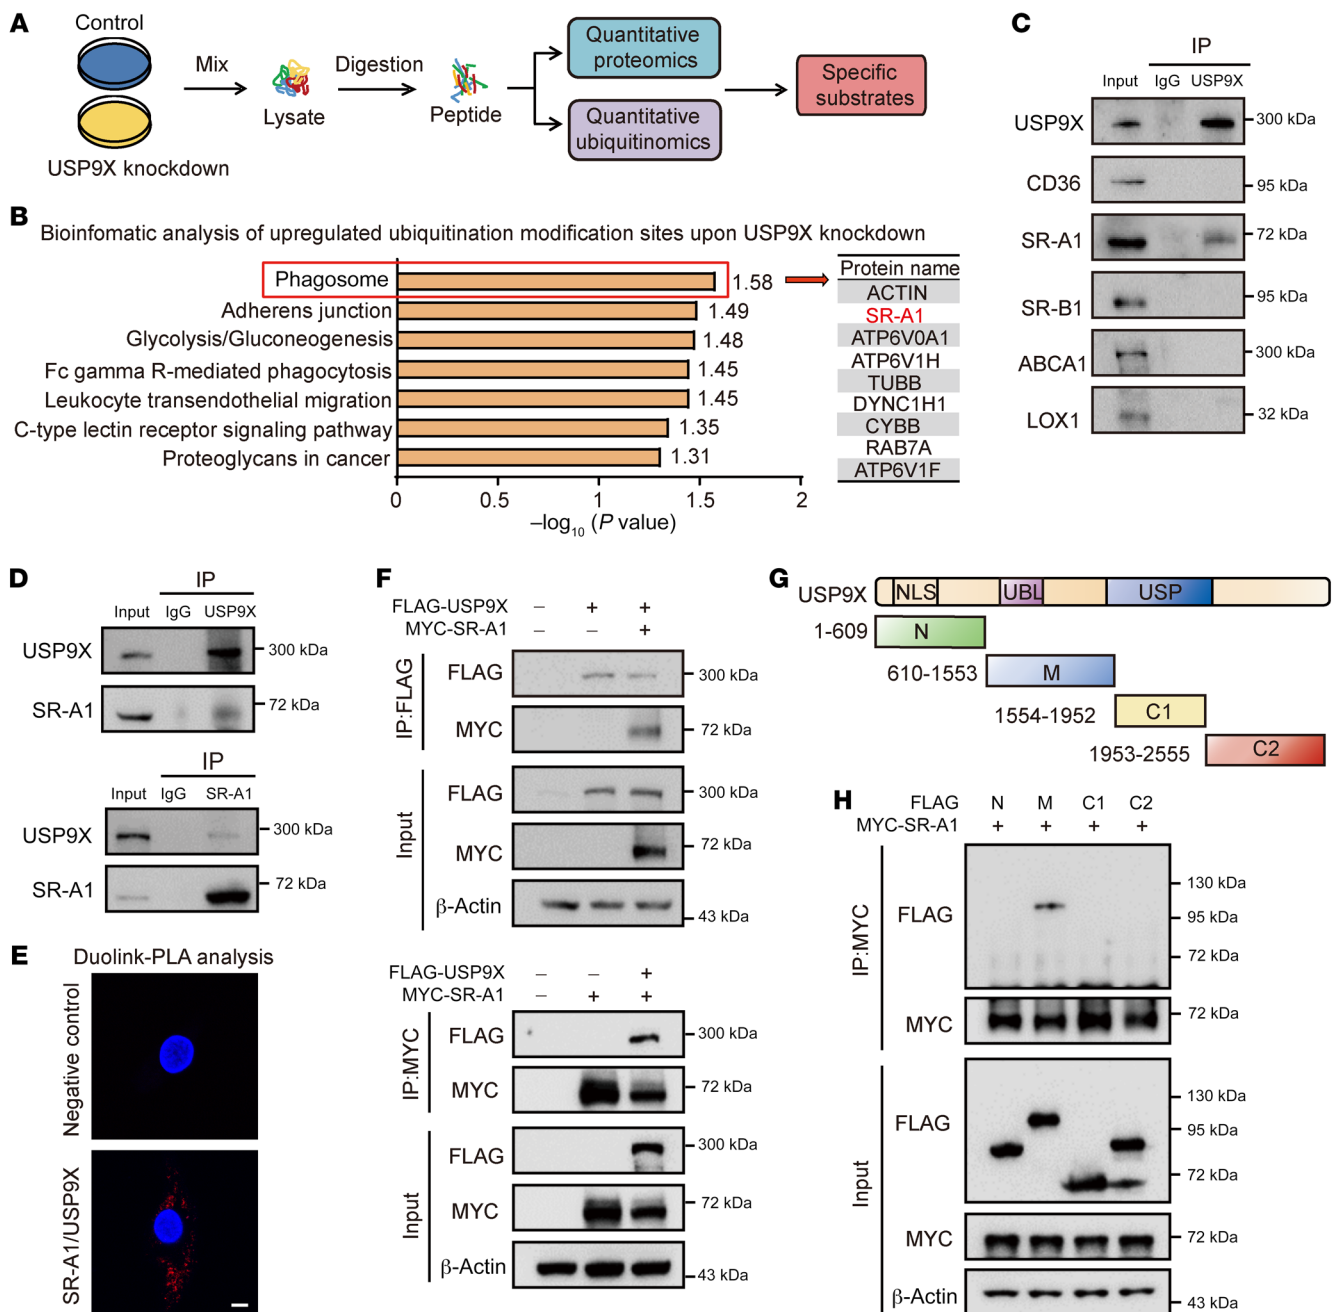 A
Control
USP9X knockdown
Mix
Lysate
Digestion
Peptide
Quantitative
proteomics
Quantitative
ubiquitinomics
Specific
substrates
B
Bioinfomatic analysis of upregulated ubiquitination modification sites upon USP9X knockdown
Phagosome 1.58
Adherens junction 1.49
Glycolysis/Gluconeogenesis 1.48
Fc gamma R-mediated phagocytosis 1.45
Leukocyte transendothelial migration 1.45
C-type lectin receptor signaling pathway 1.35
Proteoglycans in cancer 1.31
0 0.5 1 1.5 2
–log10 (P value)
Protein name
ACTIN
SR-A1
ATP6V0A1
ATP6V1H
TUBB
DYNC1H1
CYBB
RAB7A
ATP6V1F
C
IP
Input IgG USP9X
USP9X 300 kDa
CD36 95 kDa
SR-A1 72 kDa
SR-B1 95 kDa
ABCA1 300 kDa
LOX1 32 kDa
D
IP
Input IgG USP9X
USP9X 300 kDa
SR-A1 72 kDa
IP
Input IgG SR-A1
USP9X 300 kDa
SR-A1 72 kDa
E
Duolink-PLA analysis
Negative control
SR-A1/USP9X
F
FLAG-USP9X – + +
MYC-SR-A1 – – +
IP:FLAG
FLAG 300 kDa
MYC 72 kDa
Input
FLAG 300 kDa
MYC 72 kDa
β-Actin 43 kDa
FLAG-USP9X – – +
MYC-SR-A1 – + +
IP:MYC
FLAG 300 kDa
MYC 72 kDa
Input
FLAG 300 kDa
MYC 72 kDa
β-Actin 43 kDa
G
USP9X NLS UBL USP
1-609 N
610-1553 M
1554-1952 C1
1953-2555 C2
H
FLAG N M C1 C2
MYC-SR-A1 + + + +
IP:MYC
FLAG
130 kDa
95 kDa
72 kDa
MYC 72 kDa
Input
FLAG
130 kDa
95 kDa
72 kDa
MYC 72 kDa
β-Actin 43 kDa